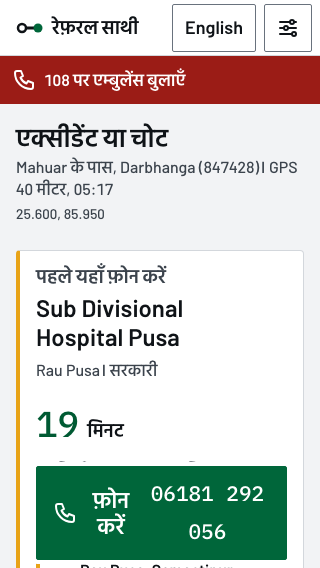 रेफ़रल साथी
English
108 पर एम्बुलेंस बुलाएँ
एक्सीडेंट या चोट
Mahuar के पास, Darbhanga (847428)। GPS
40 मीटर, 05:17
25.600, 85.950
पहले यहाँ फ़ोन करें
Sub Divisional
Hospital Pusa
Rau Pusa। सरकारी
19 मिनट
फ़ोन करें
06181 292 056